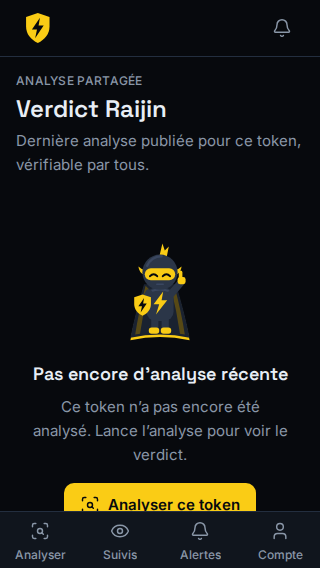 ANALYSE PARTAGÉE
Verdict Raijin
Dernière analyse publiée pour ce token,
vérifiable par tous.
Pas encore d’analyse récente
Ce token n’a pas encore été
analysé. Lance l’analyse pour voir le
verdict.
Analyser ce token
Analyser
Suivis
Alertes
Compte